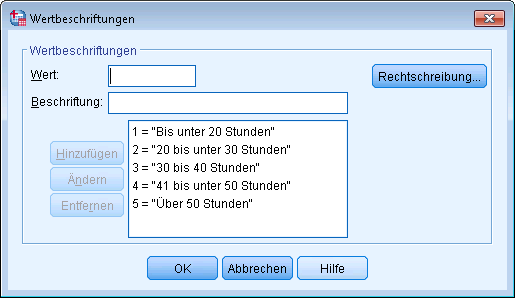 Wertbeschriftungen
Wertbeschriftungen
Wert:
Rechtschreibung...
Beschriftung:
1 = "Bis unter 20 Stunden"
2 = "20 bis unter 30 Stunden"
3 = "30 bis 40 Stunden"
4 = "41 bis unter 50 Stunden"
5 = "Über 50 Stunden"
Hinzufügen
Ändern
Entfernen
OK
Abbrechen
Hilfe